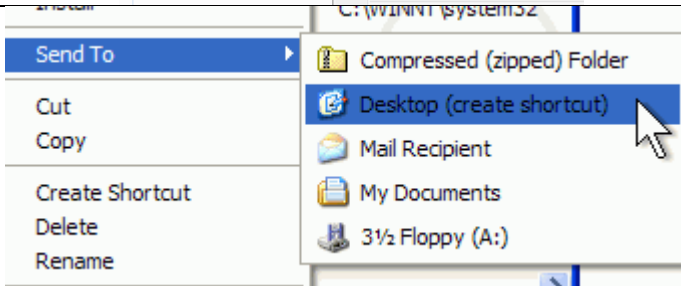 Install
C:\WINNT\system32
Send To
Compressed (zipped) Folder
Desktop (create shortcut)
Cut
Copy
Mail Recipient
My Documents
Create Shortcut
Delete
3½ Floppy (A:)
Rename